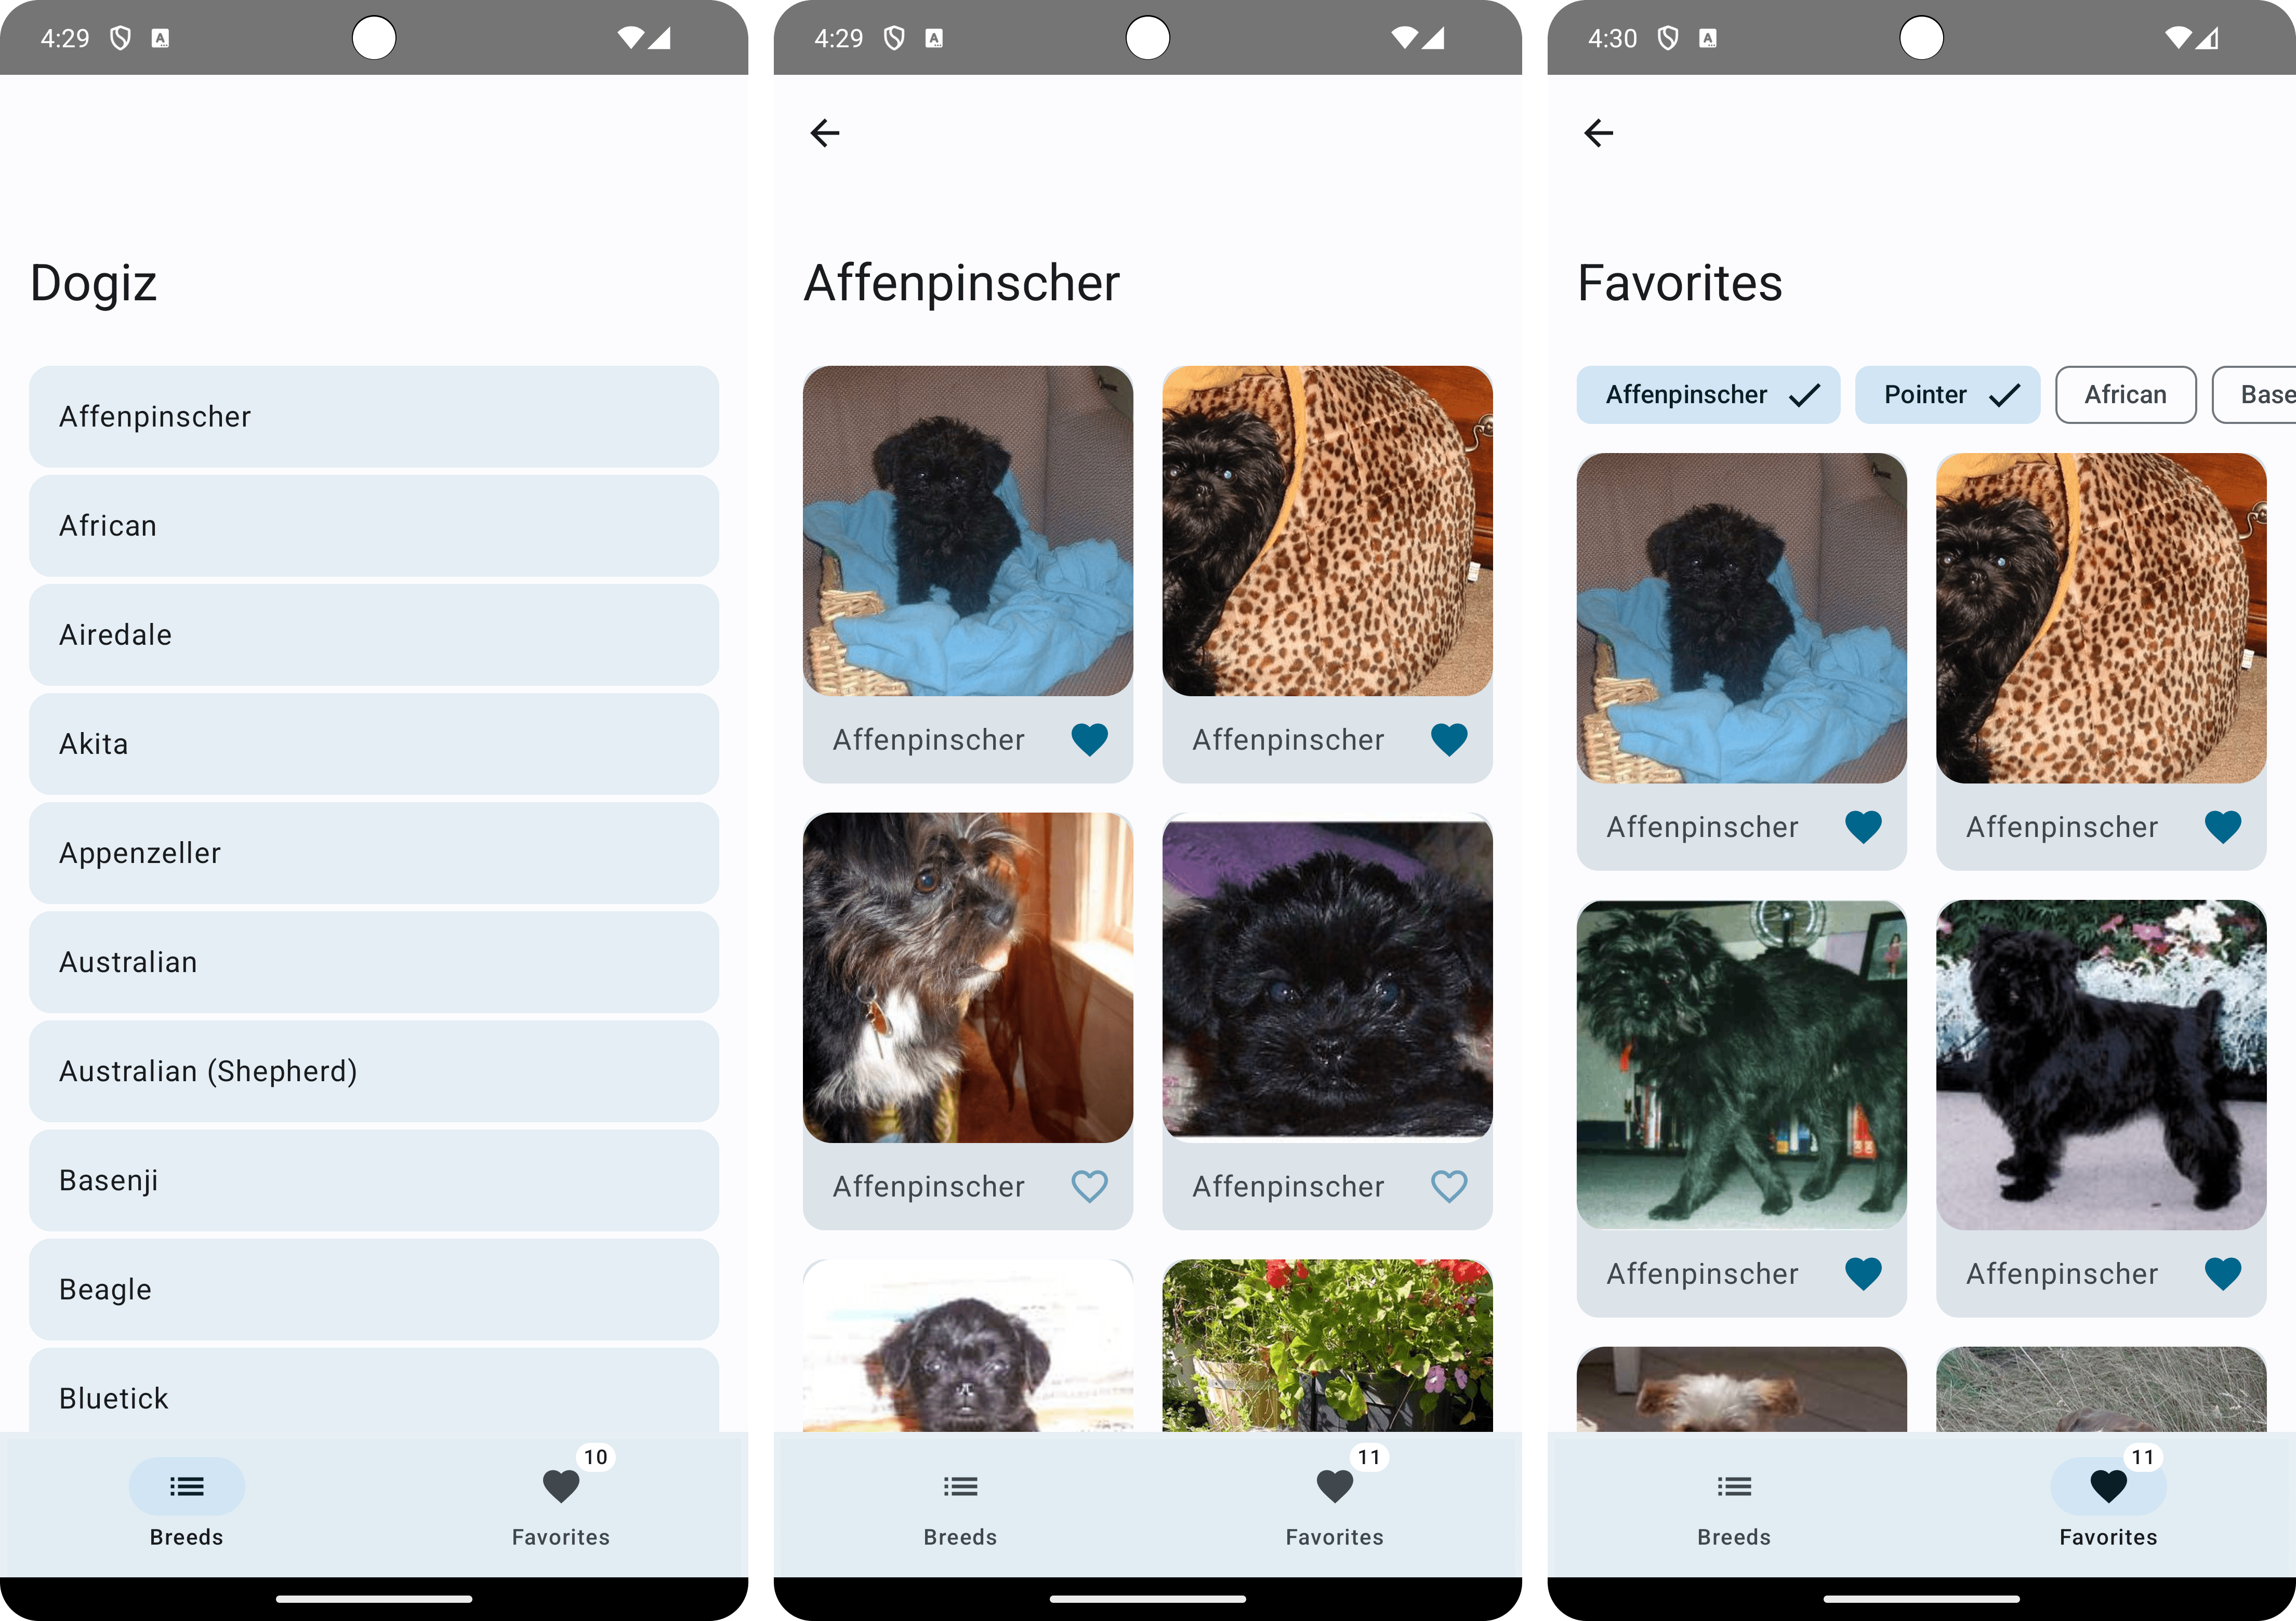 4:29
Dogiz
Affenpinscher
African
Airedale
Akita
Appenzeller
Australian
Australian (Shepherd)
Basenji
Beagle
Bluetick
10
Breeds Favorites
4:29
Affenpinscher
Affenpinscher Affenpinscher
Affenpinscher Affenpinscher
11
Breeds Favorites
4:30
Favorites
Affenpinscher Pointer African Base
Affenpinscher Affenpinscher
Affenpinscher Affenpinscher
11
Breeds Favorites